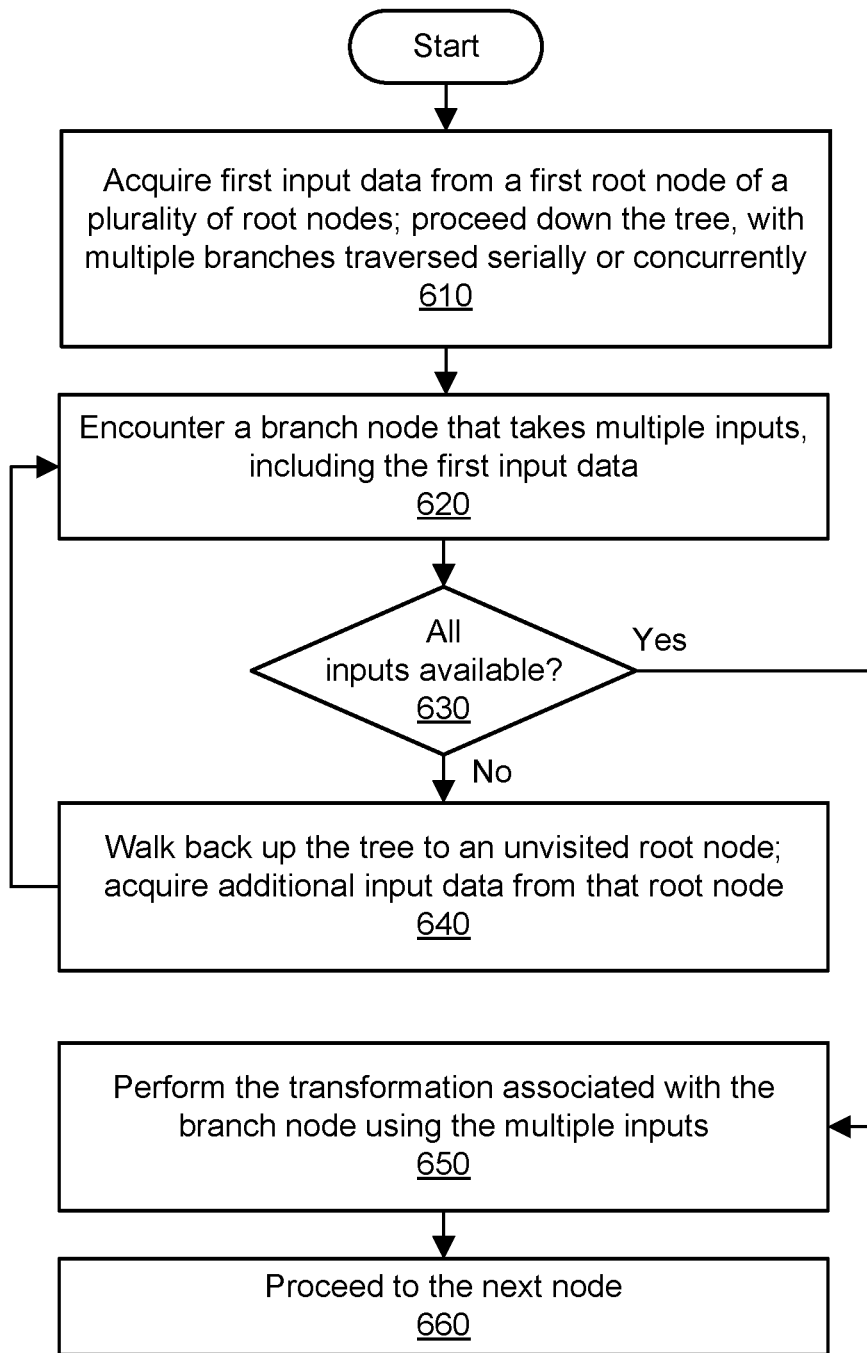 Start
Acquire first input data from a first root node of a
plurality of root nodes; proceed down the tree, with
multiple branches traversed serially or concurrently
610
Encounter a branch node that takes multiple inputs,
including the first input data
620
All
inputs available?
630
Yes
No
Walk back up the tree to an unvisited root node;
acquire additional input data from that root node
640
Perform the transformation associated with the
branch node using the multiple inputs
650
Proceed to the next node
660